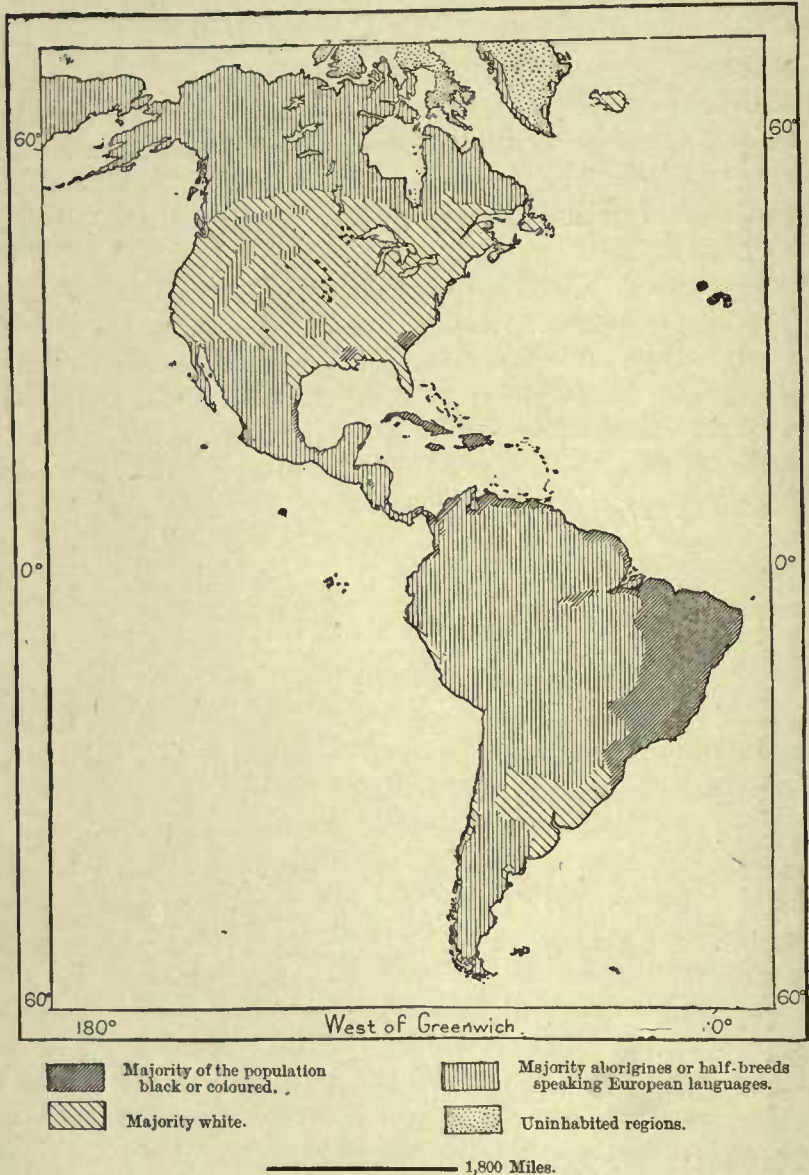 60°
60°
0°
0°
60°
60°
180°
West of Greenwich.
0°
Majority of the population
black or coloured.
Majority aborigines or half-breeds
speaking European languages.
Majority white.
Uninhabited regions.
1,800 Miles.